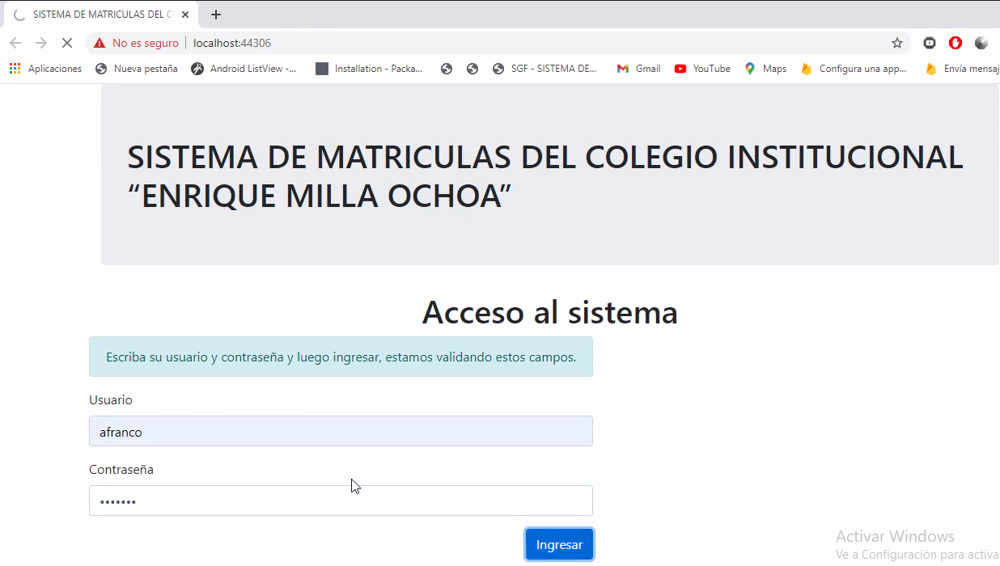 SISTEMA DE MATRICULAS DEL C
No es seguro | localhost:44306
Aplicaciones Nueva pestaña Android ListView -... Installation - Packa... SGF - SISTEMA DE... Gmail YouTube Maps Configura una app... Envía mensaj
SISTEMA DE MATRICULAS DEL COLEGIO INSTITUCIONAL
“ENRIQUE MILLA OCHOA”
Acceso al sistema
Escriba su usuario y contraseña y luego ingresar, estamos validando estos campos.
Usuario
afranco
Contraseña
•••••••
Ingresar
Activar Windows
Ve a Configuración para activa